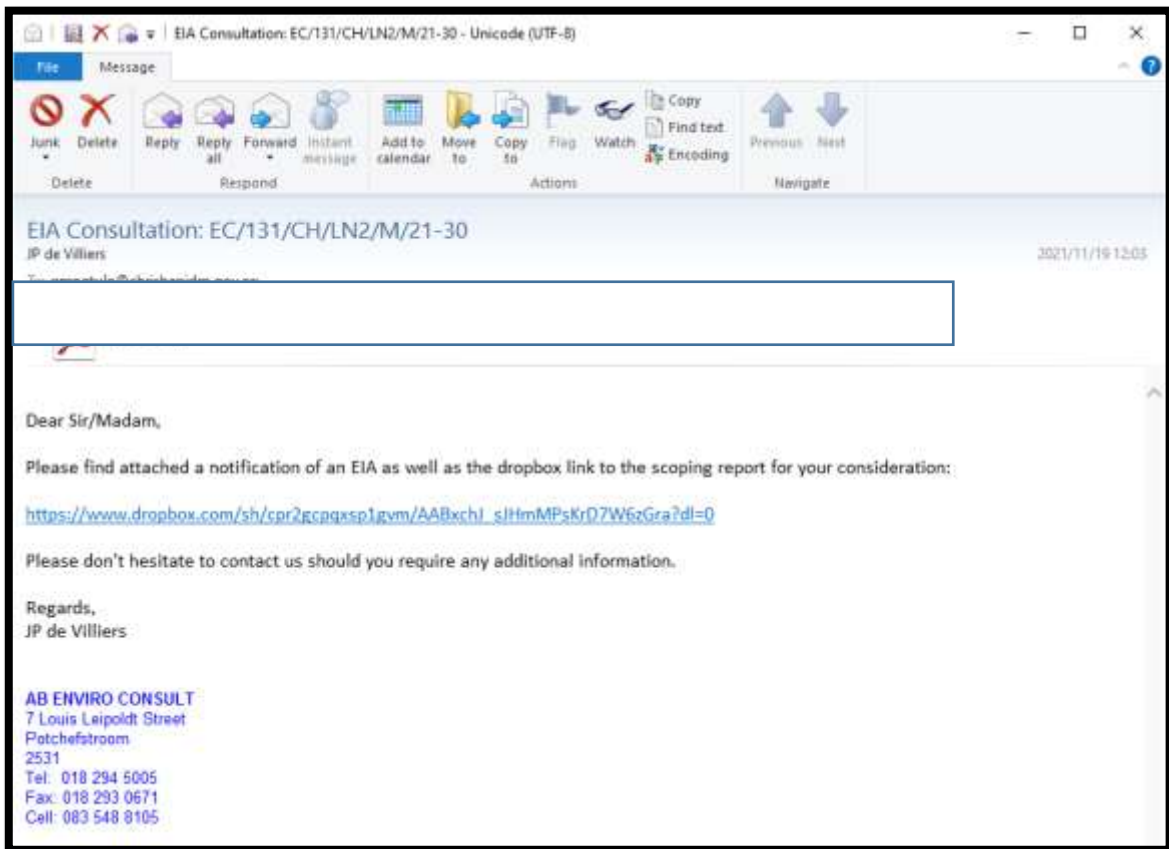 EIA Consultation: EC/131/CH/LN2/M/21-30 - Unicode (UTF-8)
File Message
Junk Delete Reply Reply all Forward Instant message Add to calendar Move to Copy to Flag Watch Copy Find text Encoding Previous Next
Delete Respond Actions Navigate
EIA Consultation: EC/131/CH/LN2/M/21-30
JP de Villiers
2021/11/19 12:03
Dear Sir/Madam,
Please find attached a notification of an EIA as well as the dropbox link to the scoping report for your consideration:
https://www.dropbox.com/sh/cpr2gcpqxsp1gvm/AABxchJ_sJHmMPsKrD7W6zGra?dl=0
Please don't hesitate to contact us should you require any additional information.
Regards,
JP de Villiers
AB ENVIRO CONSULT
7 Louis Leipoldt Street
Potchefstroom
2531
Tel: 018 294 5005
Fax: 018 293 0671
Cell: 083 548 8105